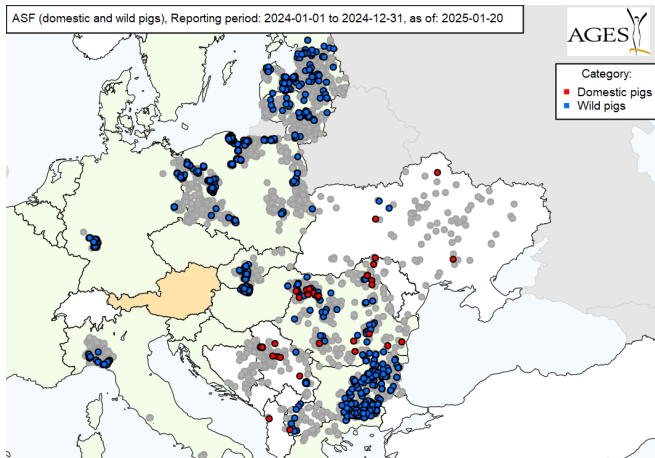 ASF (domestic and wild pigs), Reporting period: 2024-01-01 to 2024-12-31, as of: 2025-01-20
AGES
Category:
Domestic pigs
Wild pigs